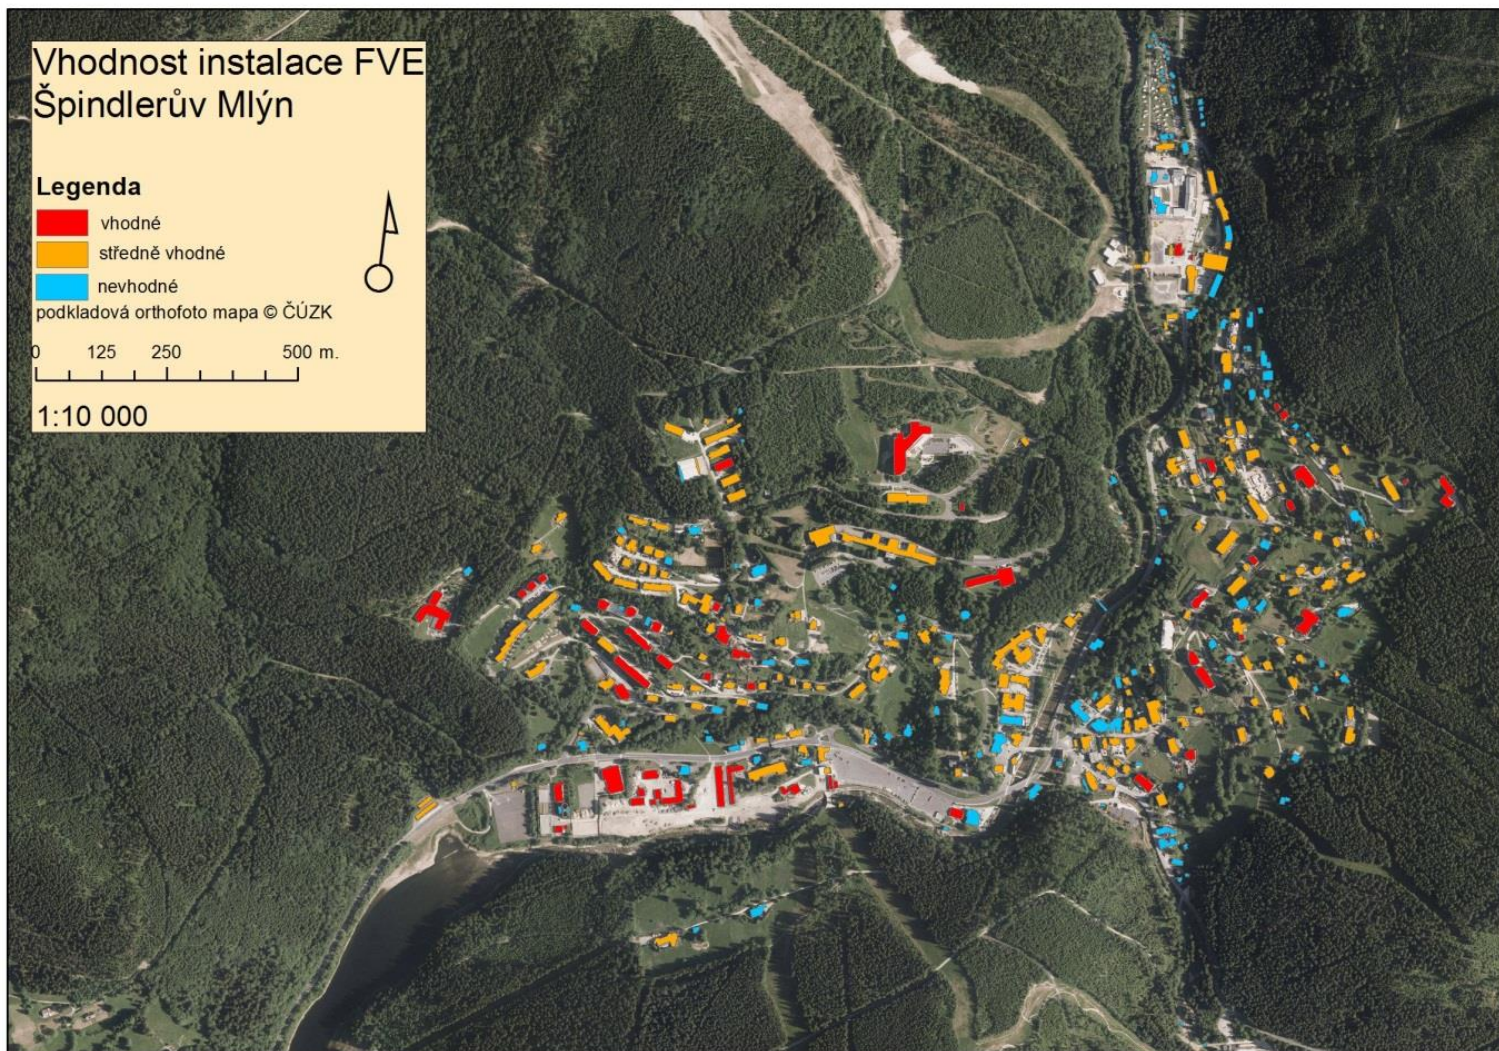 Vhodnost instalace FVE
Špindlerův Mlýn
Legenda
vhodné
středně vhodné
nevhodné
podkladová orthofoto mapa © ČÚZK
0 125 250 500 m.
1:10 000